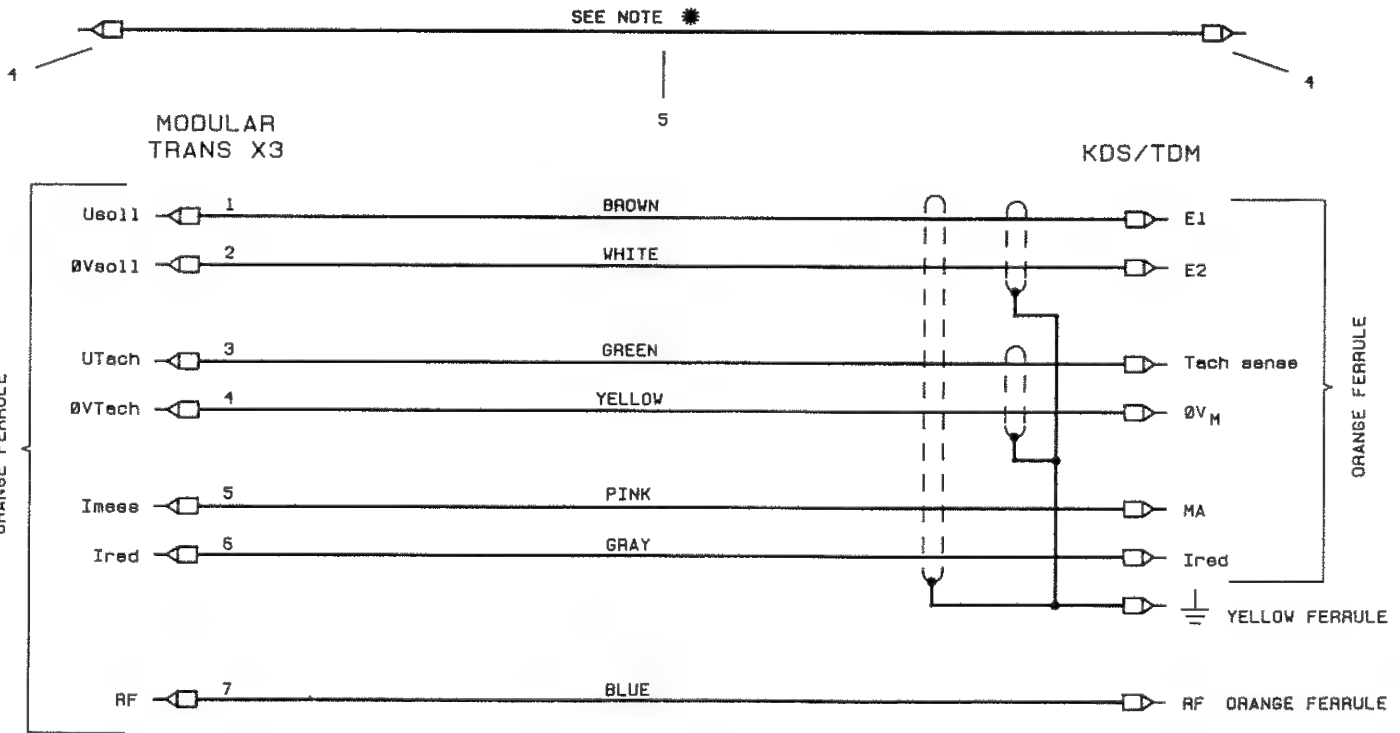 SEE NOTE ✹
4
4
5
MODULAR
TRANS X3
KDS/TDM
Usoll 1 BROWN E1
ØVsoll 2 WHITE E2
UTach 3 GREEN Tach sense
ØVTach 4 YELLOW ØVM
Imess 5 PINK MA
Ired 6 GRAY Ired
YELLOW FERRULE
RF 7 BLUE RF ORANGE FERRULE
ORANGE FERRULE
ORANGE FERRULE